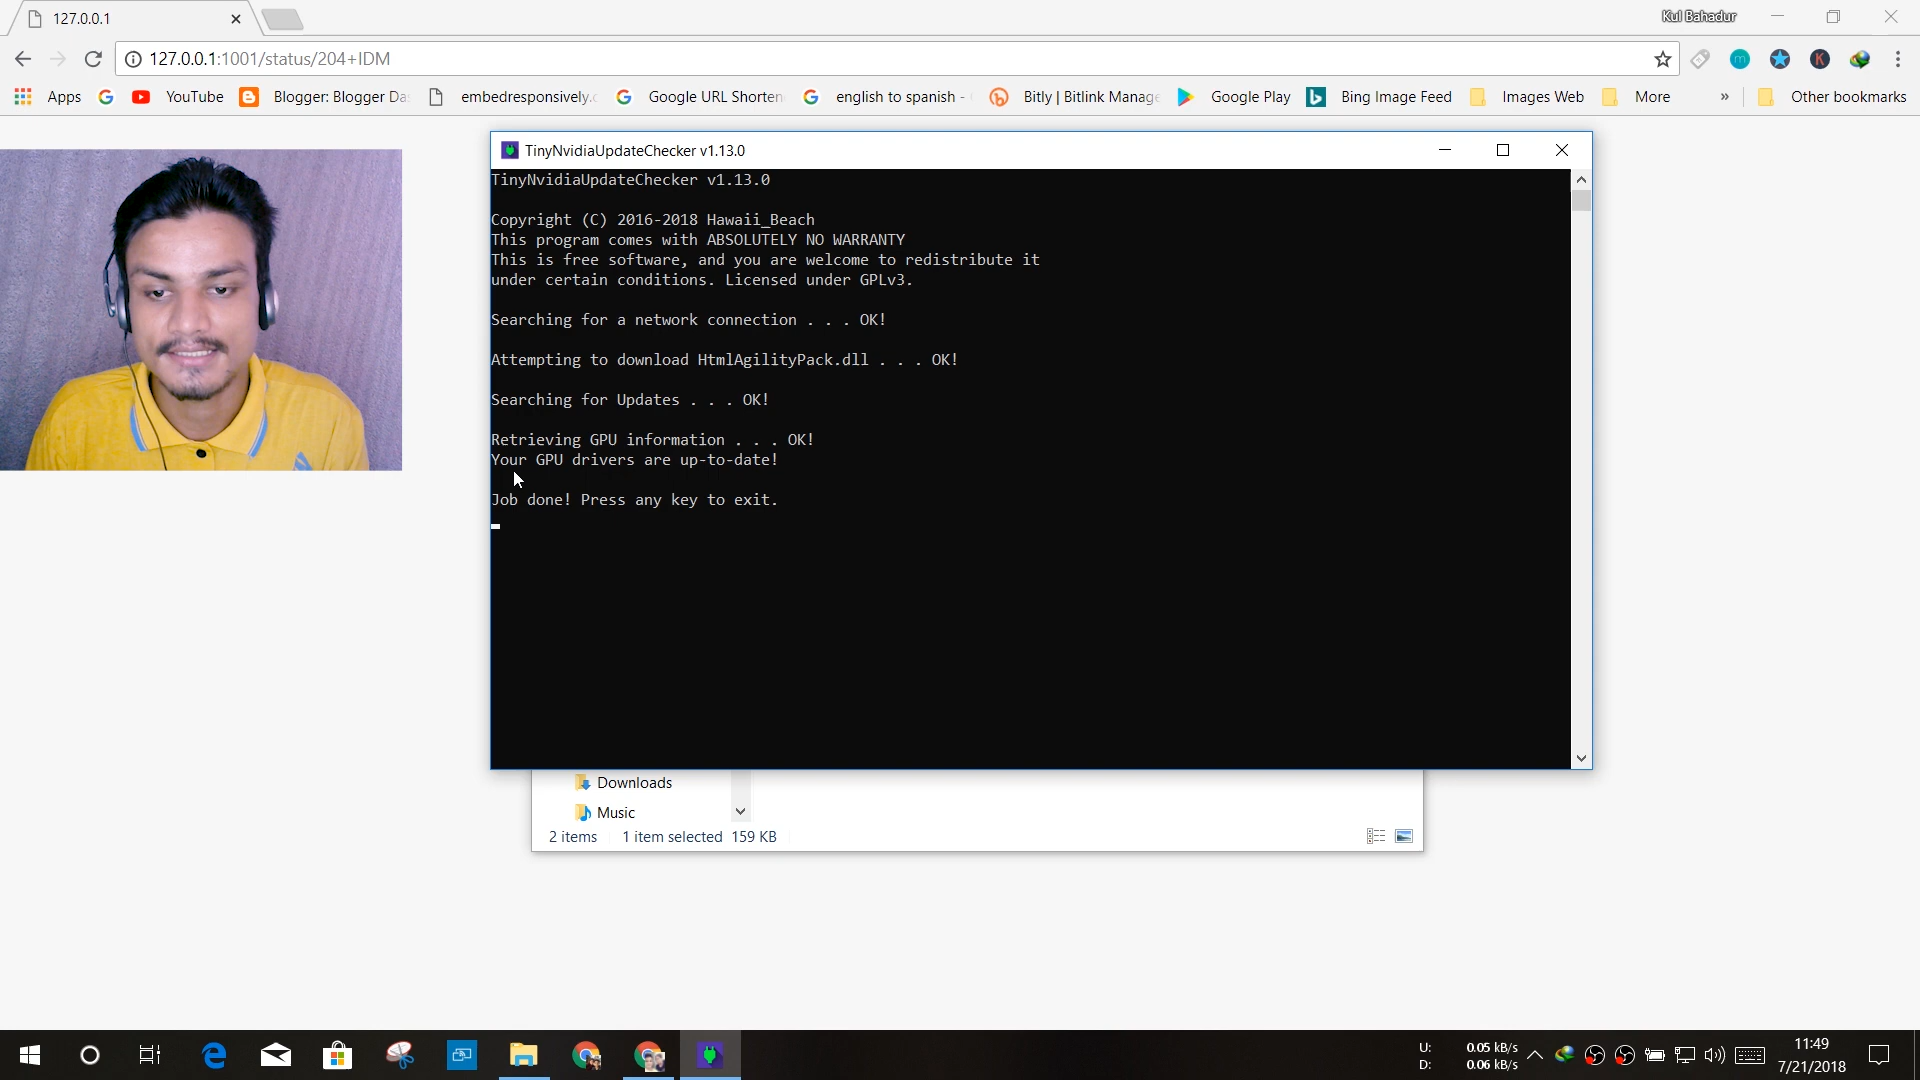 127.0.0.1
Kul Bahadur
127.0.0.1:1001/status/204+IDM
Apps
YouTube
Blogger: Blogger Da
embedresponsively.c
Google URL Shorten
english to spanish -
Bitly | Bitlink Manage
Google Play
Bing Image Feed
Images Web
More
»
Other bookmarks
TinyNvidiaUpdateChecker v1.13.0
TinyNvidiaUpdateChecker v1.13.0
Copyright (C) 2016-2018 Hawaii_Beach
This program comes with ABSOLUTELY NO WARRANTY
This is free software, and you are welcome to redistribute it
under certain conditions. Licensed under GPLv3.
Searching for a network connection . . . OK!
Attempting to download HtmlAgilityPack.dll . . . OK!
Searching for Updates . . . OK!
Retrieving GPU information . . . OK!
Your GPU drivers are up-to-date!
Job done! Press any key to exit.
Downloads
Music
2 items 1 item selected 159 KB
U: 0.05 kB/s
D: 0.06 kB/s
11:49
7/21/2018